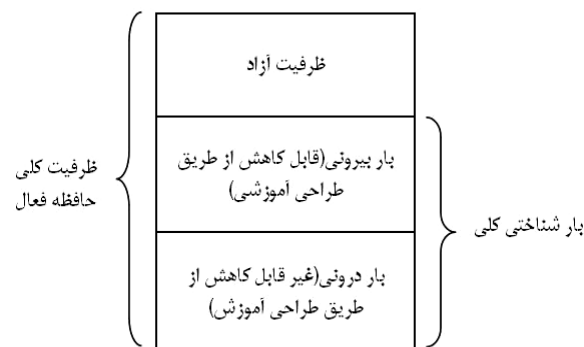 ظرفیت آزاد
بار بیرونی(قابل کاهش از طریق
طراحی آموزشی)
بار درونی(غیر قابل کاهش از
طریق طراحی آموزش)
ظرفیت کلی
حافظه فعال
بار شناختی کلی